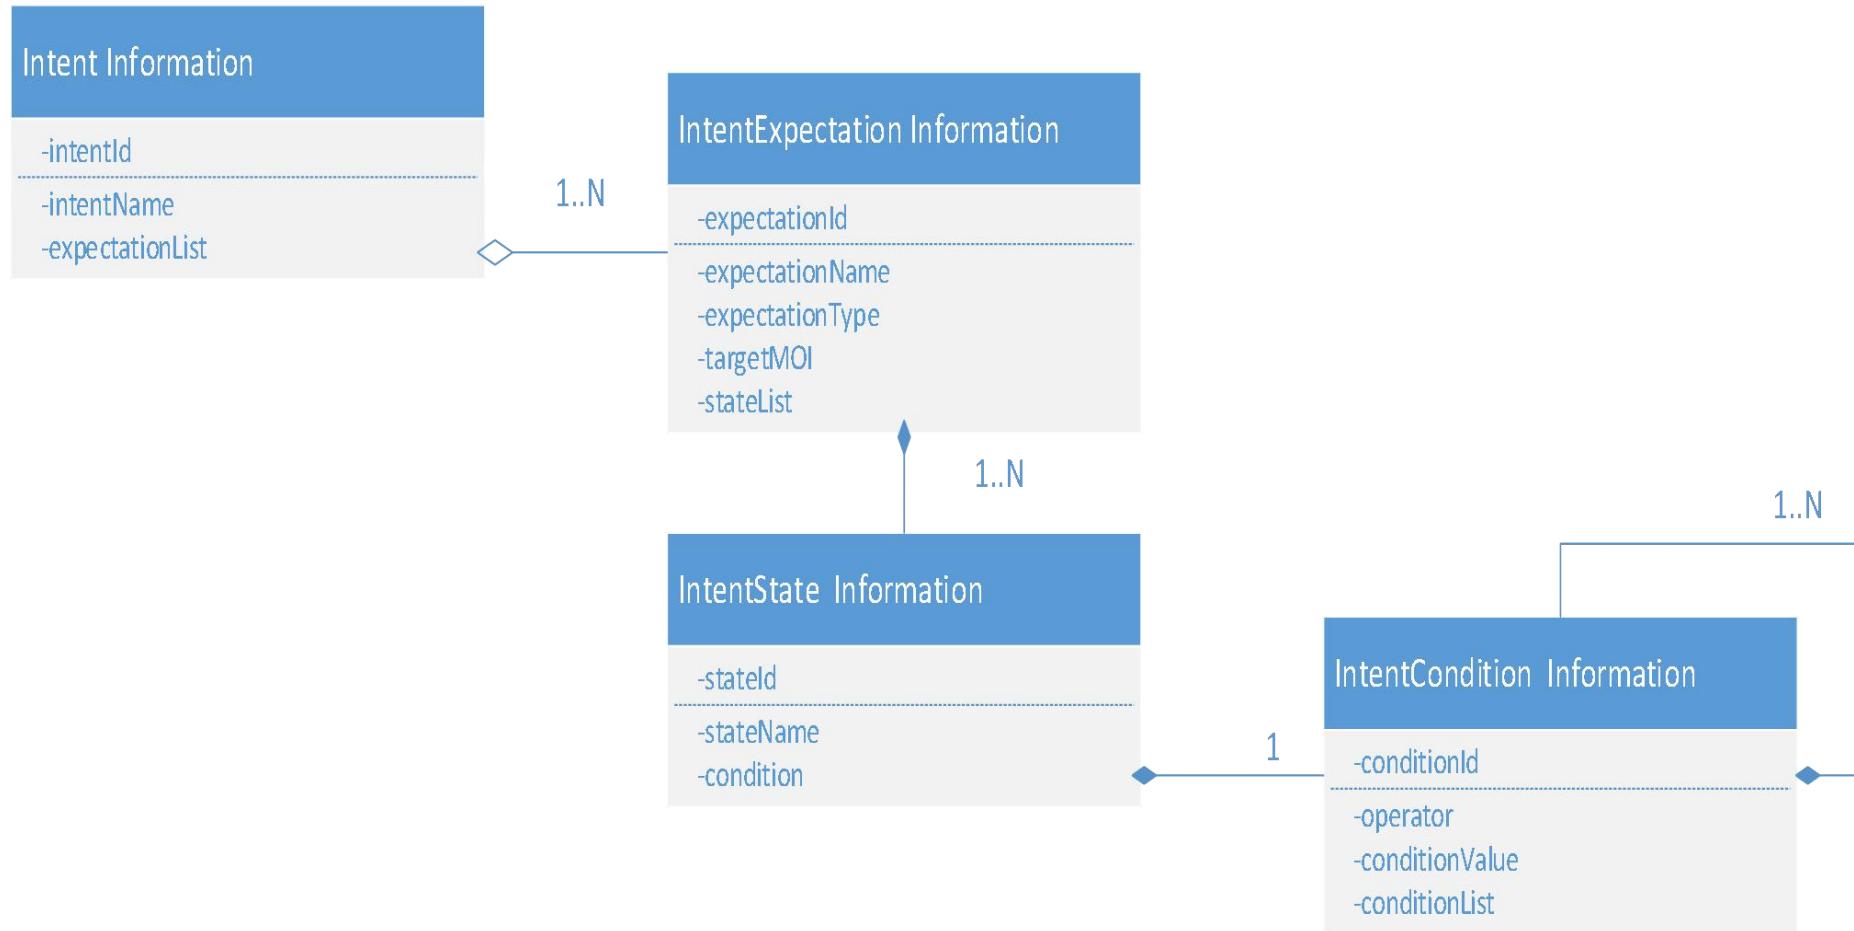 Intent Information
-intentId
-intentName
-expectationList
1..N
IntentExpectation Information
-expectationId
-expectationName
-expectationType
-targetMOI
-stateList
1..N
IntentState Information
-stateId
-stateName
-condition
1
1..N
IntentCondition Information
-conditionId
-operator
-conditionValue
-conditionList